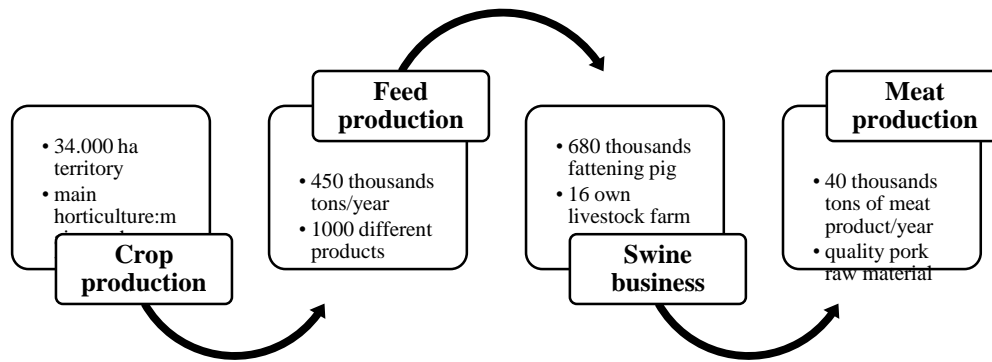 • 34.000 ha
territory
• main
horticulture:m
Crop
production
Feed
production
• 450 thousands
tons/year
• 1000 different
products
• 680 thousands
fattening pig
• 16 own
livestock farm
Swine
business
Meat
production
• 40 thousands
tons of meat
product/year
• quality pork
raw material